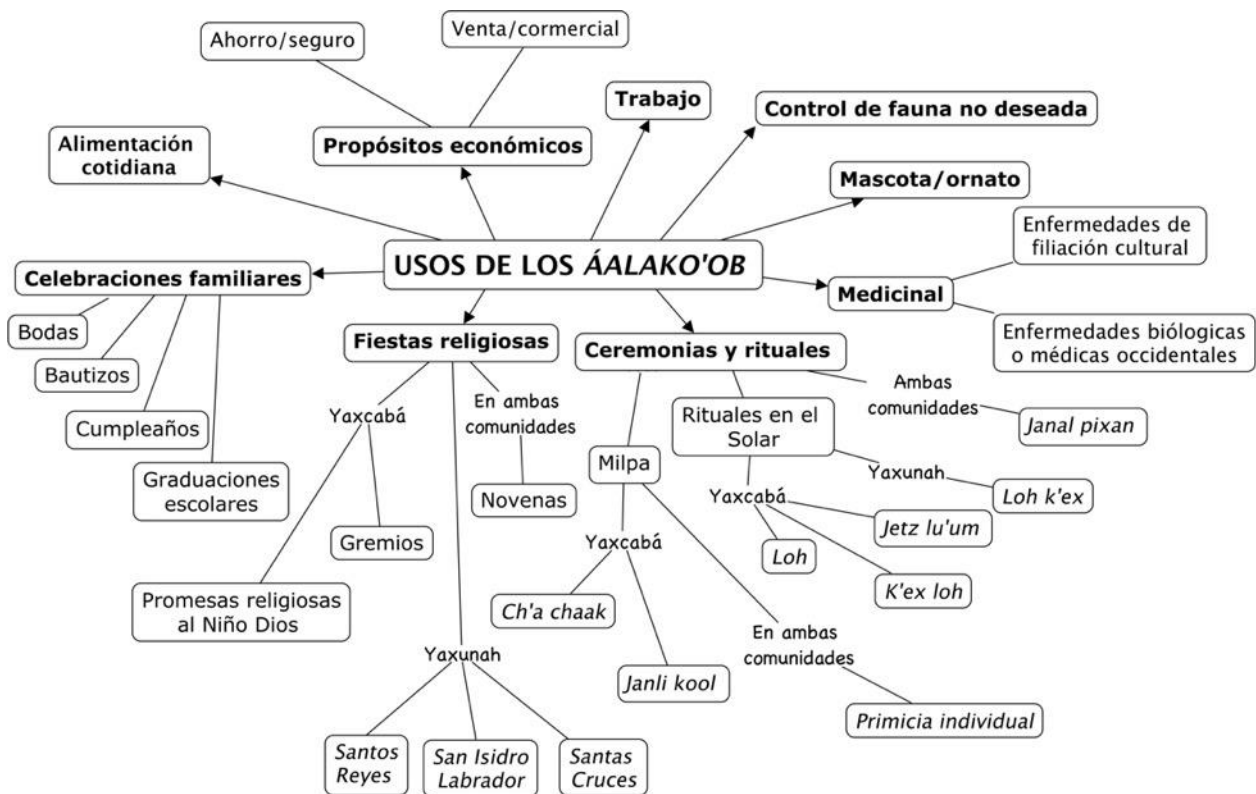 Ahorro/seguro
Venta/cormercial
Trabajo
Control de fauna no deseada
Alimentación
cotidiana
Propósitos económicos
Mascota/ornato
Enfermedades de
filiación cultural
USOS DE LOS ÁALAKO'OB
Celebraciones familiares
Medicinal
Bodas
Fiestas religiosas
Ceremonias y rituales
Enfermedades biólogicas
o médicas occidentales
Bautizos
Cumpleaños
Graduaciones
escolares
Yaxcabá
En ambas
comunidades
Novenas
Gremios
Promesas religiosas
al Niño Dios
Yaxunah
Santos
Reyes
San Isidro
Labrador
Santas
Cruces
Milpa
Yaxcabá
Ch'a chaak
Janli kool
En ambas
comunidades
Primicia individual
Rituales en el
Solar
Yaxcabá
Loh
Jetz lu'um
K'ex loh
Yaxunah
Loh k'ex
Ambas
comunidades
Janal pixan